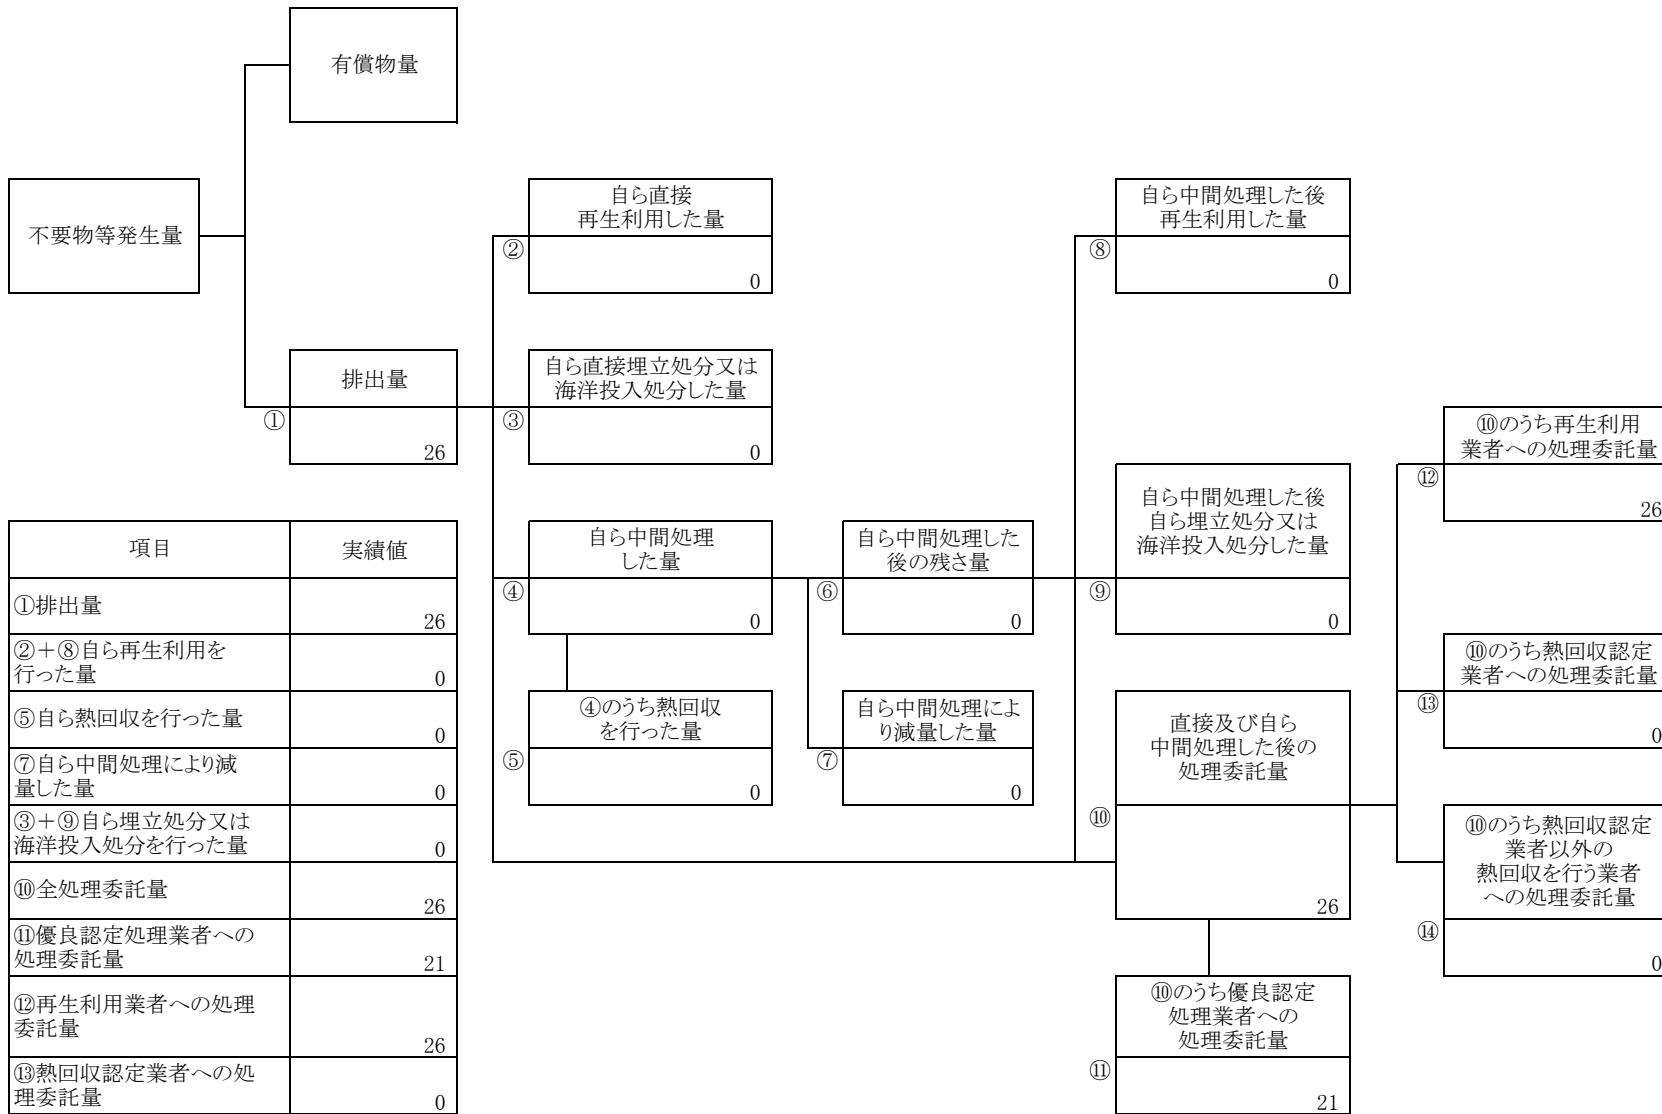 有償物量
不要物等発生量
自ら直接
再生利用した量
②
0
自ら中間処理した後
再生利用した量
⑧
0
排出量
①
26
自ら直接埋立処分又は
海洋投入処分した量
③
0
⑩のうち再生利用
業者への処理委託量
⑫
26
自ら中間処理
した量
④
0
自ら中間処理した
後の残さ量
⑥
0
自ら中間処理した後
自ら埋立処分又は
海洋投入処分した量
⑨
0
⑩のうち熱回収認定
業者への処理委託量
⑬
0
④のうち熱回収
を行った量
⑤
0
自ら中間処理によ
り減量した量
⑦
0
直接及び自ら
中間処理した後の
処理委託量
⑩
26
⑩のうち熱回収認定
業者以外の
熱回収を行う業者
への処理委託量
⑭
0
⑩のうち優良認定
処理業者への
処理委託量
⑪
21
項目 実績値
①排出量 26
②+⑧自ら再生利用を
行った量 0
⑤自ら熱回収を行った量 0
⑦自ら中間処理により減
量した量 0
③+⑨自ら埋立処分又は
海洋投入処分を行った量 0
⑩全処理委託量 26
⑪優良認定処理業者への
処理委託量 21
⑫再生利用業者への処理
委託量 26
⑬熱回収認定業者への処
理委託量 0